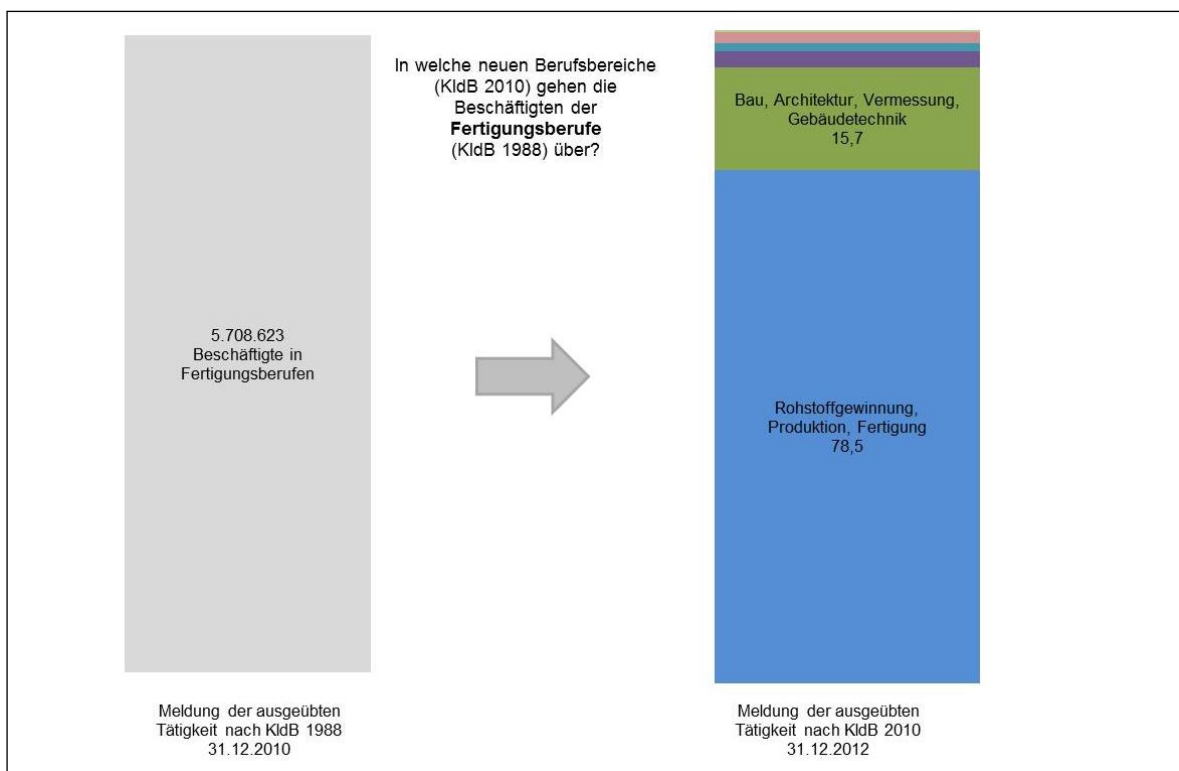 In welche neuen Berufsbereiche
(KldB 2010) gehen die
Beschäftigten der
Fertigungsberufe
(KldB 1988) über?
5.708.623
Beschäftigte in
Fertigungsberufen
Bau, Architektur, Vermessung,
Gebäudetechnik
15,7
Rohstoffgewinnung,
Produktion, Fertigung
78,5
Meldung der ausgeübten
Tätigkeit nach KldB 1988
31.12.2010
Meldung der ausgeübten
Tätigkeit nach KldB 2010
31.12.2012